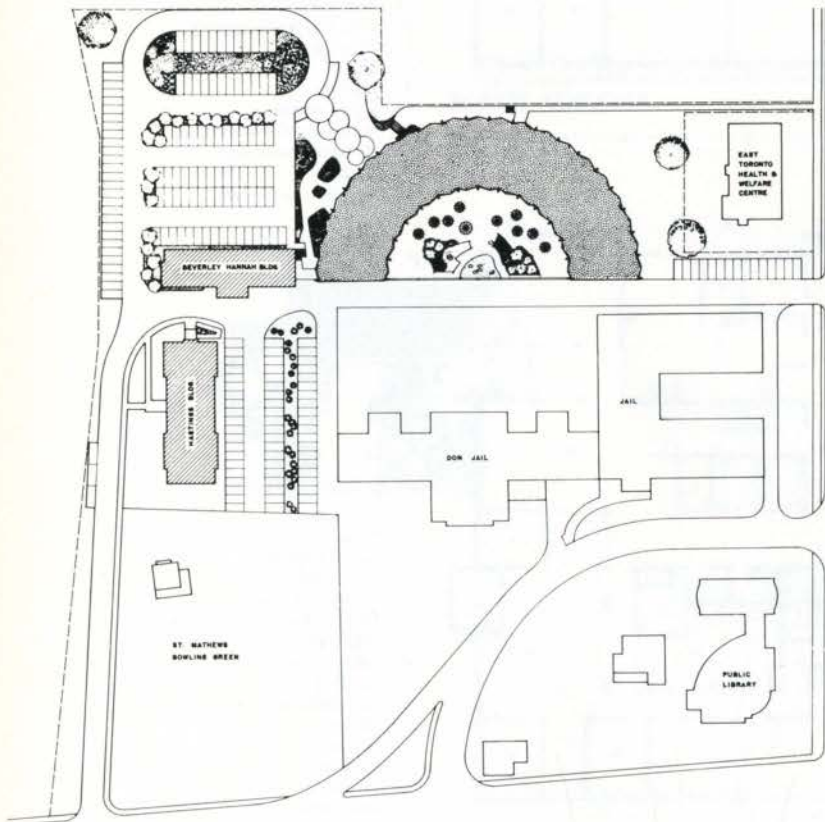 EAST
TORONTO
HEALTH &
WELFARE
CENTRE
BEVERLEY HANNAH BLDG
HASTINGS BLDG
JAIL
DON JAIL
ST. MATHEWS
BOWLING GREEN
PUBLIC
LIBRARY